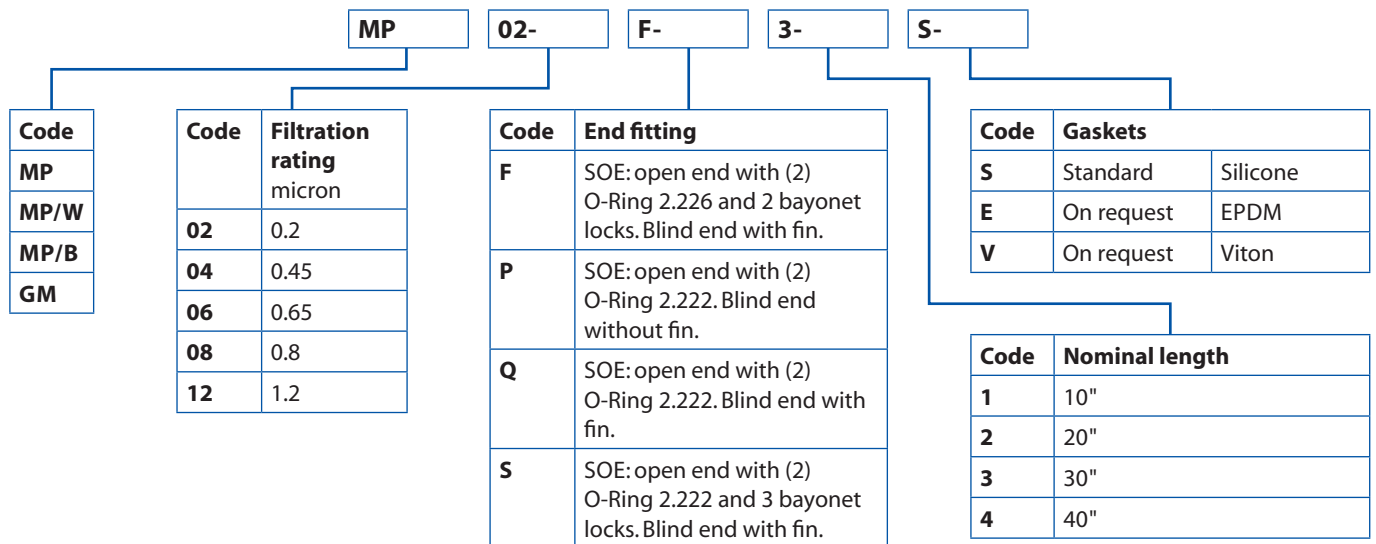 MP 02- F- 3- S-
Code
MP
MP/W
MP/B
GM
Code Filtration
rating
micron
02 0.2
04 0.45
06 0.65
08 0.8
12 1.2
Code End fitting
F SOE: open end with (2)
O-Ring 2.226 and 2 bayonet
locks. Blind end with fin.
P SOE: open end with (2)
O-Ring 2.222. Blind end
without fin.
Q SOE: open end with (2)
O-Ring 2.222. Blind end with
fin.
S SOE: open end with (2)
O-Ring 2.222 and 3 bayonet
locks. Blind end with fin.
Code Gaskets
S Standard Silicone
E On request EPDM
V On request Viton
Code Nominal length
1 10"
2 20"
3 30"
4 40"